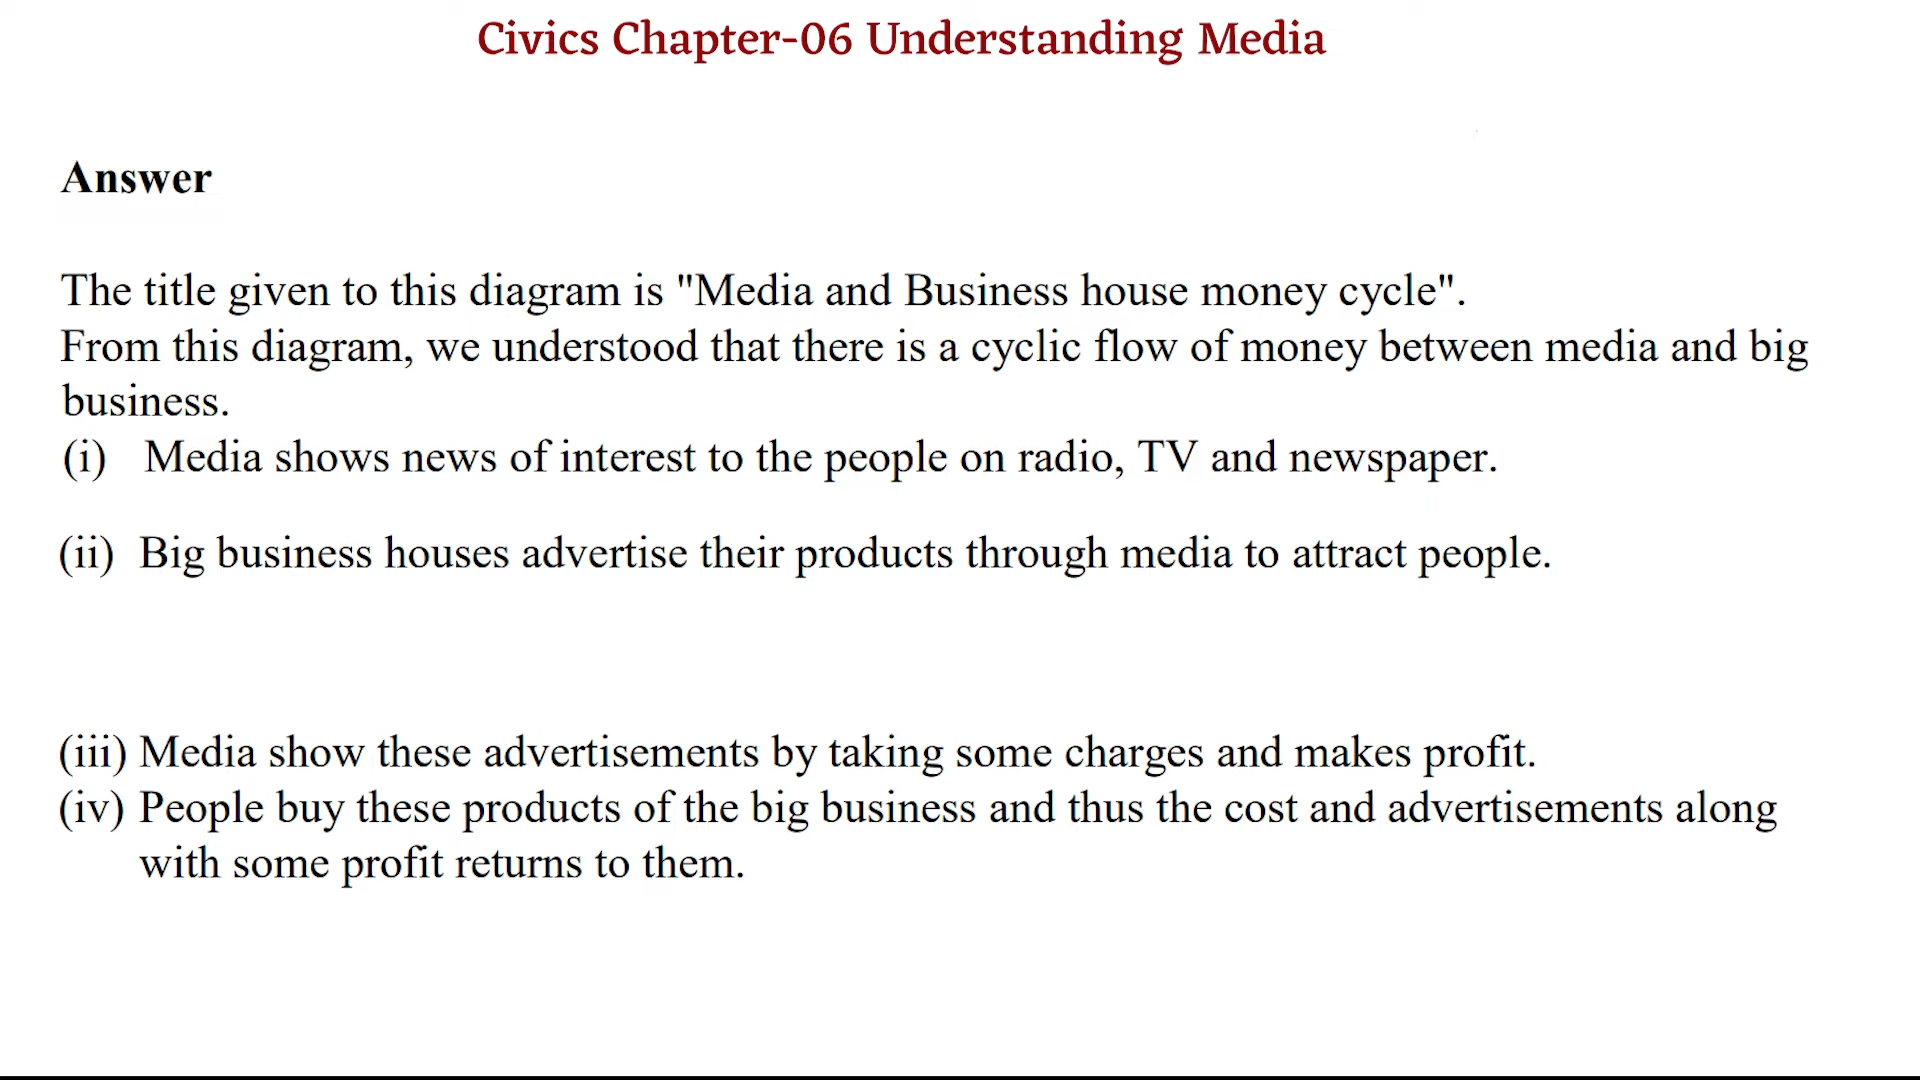 Civics Chapter-06 Understanding Media
Answer
The title given to this diagram is "Media and Business house money cycle".
From this diagram, we understood that there is a cyclic flow of money between media and big
business.
(i) Media shows news of interest to the people on radio, TV and newspaper.
(ii) Big business houses advertise their products through media to attract people.
(iii) Media show these advertisements by taking some charges and makes profit.
(iv) People buy these products of the big business and thus the cost and advertisements along
with some profit returns to them.